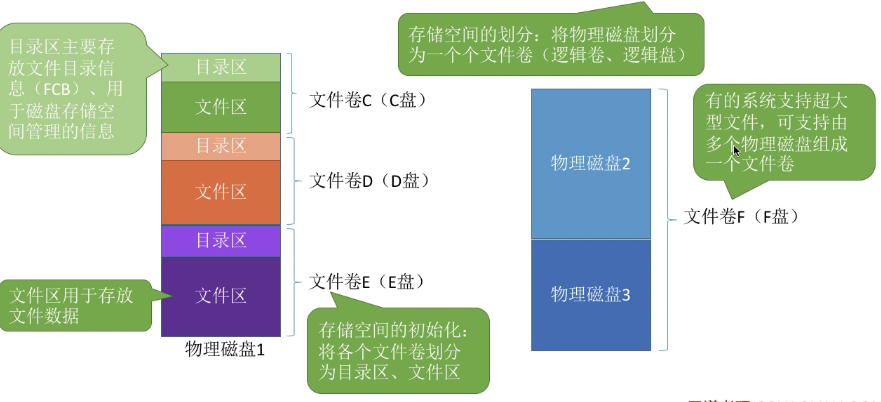 目录区主要存
放文件目录信
息（FCB）、用
于磁盘存储空
间管理的信息
目录区
文件区
文件卷C（C盘）
目录区
文件区
文件卷D（D盘）
目录区
文件区
文件卷E（E盘）
文件区用于存放
文件数据
物理磁盘1
存储空间的初始化：
将各个文件卷划分
为目录区、文件区
存储空间的划分：将物理磁盘划分
为一个个文件卷（逻辑卷、逻辑盘）
物理磁盘2
物理磁盘3
有的系统支持超大
型文件，可支持由
多个物理磁盘组成
一个文件卷
文件卷F（F盘）